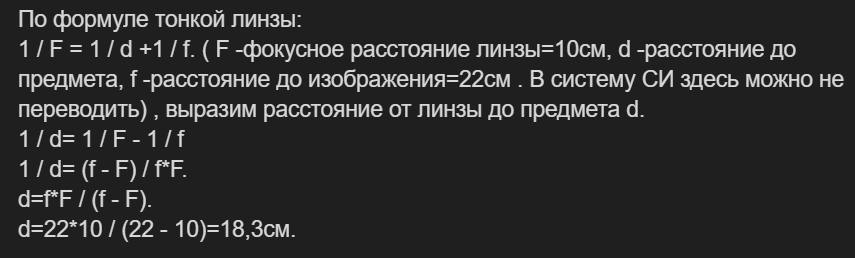 По формуле тонкой линзы:
1 / F = 1 / d +1 / f. ( F -фокусное расстояние линзы=10см, d -расстояние до
предмета, f -расстояние до изображения=22см . В систему СИ здесь можно не
переводить) , выразим расстояние от линзы до предмета d.
1 / d= 1 / F - 1 / f
1 / d= (f - F) / f*F.
d=f*F / (f - F).
d=22*10 / (22 - 10)=18,3см.